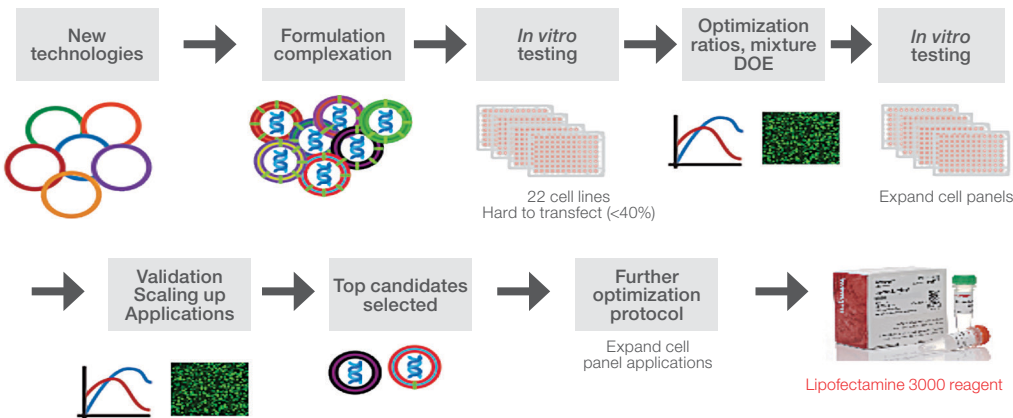 New
technologies
Formulation
complexation
In vitro
testing
Optimization
ratios, mixture
DOE
In vitro
testing
22 cell lines
Hard to transfect (<40%)
Expand cell panels
Validation
Scaling up
Applications
Top candidates
selected
Further
optimization
protocol
Expand cell
panel applications
Lipofectamine 3000 reagent